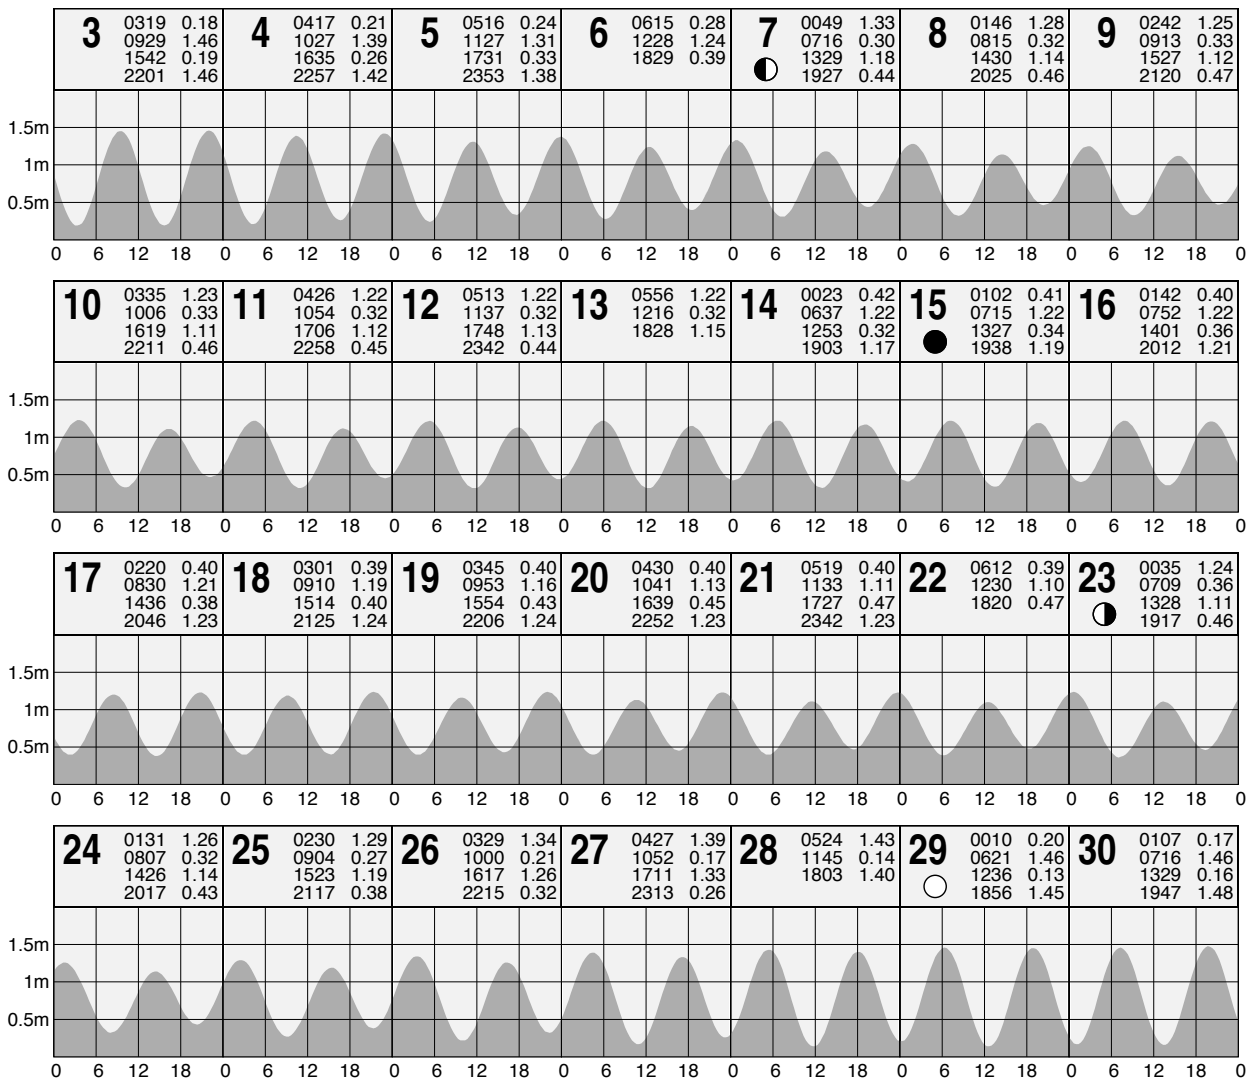 3 0319 0.18 4 0417 0.21 5 0516 0.24 6 0615 0.28 7 0049 1.33 8 0146 1.28 9 0242 1.25
0929 1.46 1027 1.39 1127 1.31 1228 1.24 0716 0.30 0815 0.32 0913 0.33
1542 0.19 1635 0.26 1731 0.33 1829 0.39 1329 1.18 1430 1.14 1527 1.12
2201 1.46 2257 1.42 2353 1.38 1927 0.44 2025 0.46 2120 0.47
1.5m
1m
0.5m
0 6 12 18 0 6 12 18 0 6 12 18 0 6 12 18 0 6 12 18 0 6 12 18 0 6 12 18 0
10 0335 1.23 11 0426 1.22 12 0513 1.22 13 0556 1.22 14 0023 0.42 15 0102 0.41 16 0142 0.40
1006 0.33 1054 0.32 1137 0.32 1216 0.32 0637 1.22 0715 1.22 0752 1.22
1619 1.11 1706 1.12 1748 1.13 1828 1.15 1253 0.32 1327 0.34 1401 0.36
2211 0.46 2258 0.45 2342 0.44 1903 1.17 1938 1.19 2012 1.21
1.5m
1m
0.5m
0 6 12 18 0 6 12 18 0 6 12 18 0 6 12 18 0 6 12 18 0 6 12 18 0 6 12 18 0
17 0220 0.40 18 0301 0.39 19 0345 0.40 20 0430 0.40 21 0519 0.40 22 0612 0.39 23 0035 1.24
0830 1.21 0910 1.19 0953 1.16 1041 1.13 1133 1.11 1230 1.10 0709 0.36
1436 0.38 1514 0.40 1554 0.43 1639 0.45 1727 0.47 1820 0.47 1328 1.11
2046 1.23 2125 1.24 2206 1.24 2252 1.23 2342 1.23 1917 0.46
1.5m
1m
0.5m
0 6 12 18 0 6 12 18 0 6 12 18 0 6 12 18 0 6 12 18 0 6 12 18 0 6 12 18 0
24 0131 1.26 25 0230 1.29 26 0329 1.34 27 0427 1.39 28 0524 1.43 29 0010 0.20 30 0107 0.17
0807 0.32 0904 0.27 1000 0.21 1052 0.17 1145 0.14 0621 1.46 0716 1.46
1426 1.14 1523 1.19 1617 1.26 1711 1.33 1803 1.40 1236 0.13 1329 0.16
2017 0.43 2117 0.38 2215 0.32 2313 0.26 1856 1.45 1947 1.48
1.5m
1m
0.5m
0 6 12 18 0 6 12 18 0 6 12 18 0 6 12 18 0 6 12 18 0 6 12 18 0 6 12 18 0